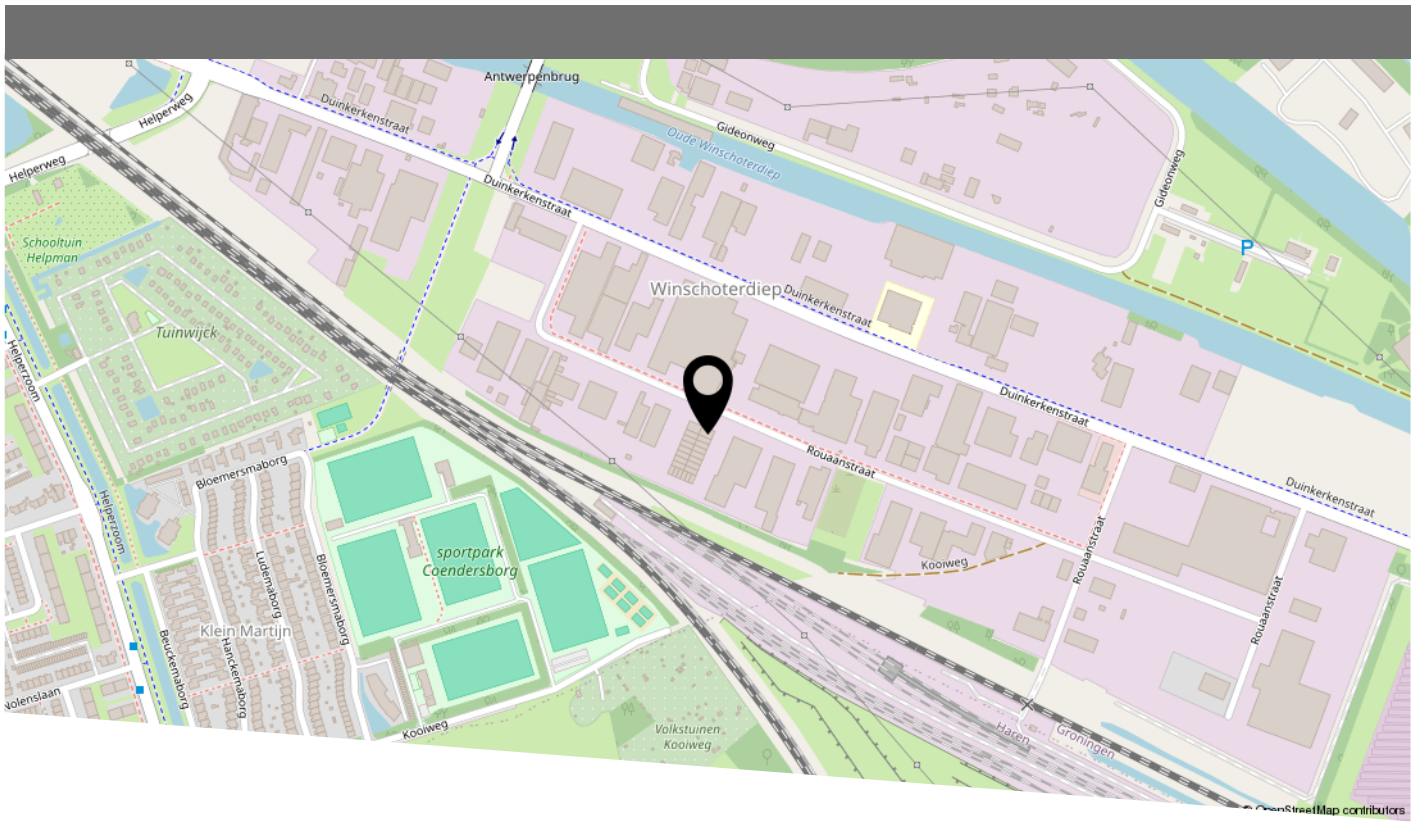 Antwerpenbrug
Duinkerkenstraat
Helperweg
Helperweg
Gideonweg
Oude Winschoterdiep
Gideonweg
Duinkerkenstraat
Schooltuin
Helpman
P
Winschoterdiep
Duinkerkenstraat
Tuinwijck
Helperzoom
Duinkerkenstraat
Rouaanstraat
Bloemersmaborg
Duinkerkenstraat
Helperzoom
sportpark
Coendersborg
Rouaanstraat
Kooiweg
Ludemaborg
Bloemersmaborg
Rouaanstraat
Klein Martijn
Beuckemaborg
Hanckemaborg
Nolenslaan
Kooiweg
Volkstuinen
Kooiweg
Haren
Groningen
© OpenStreetMap contributors